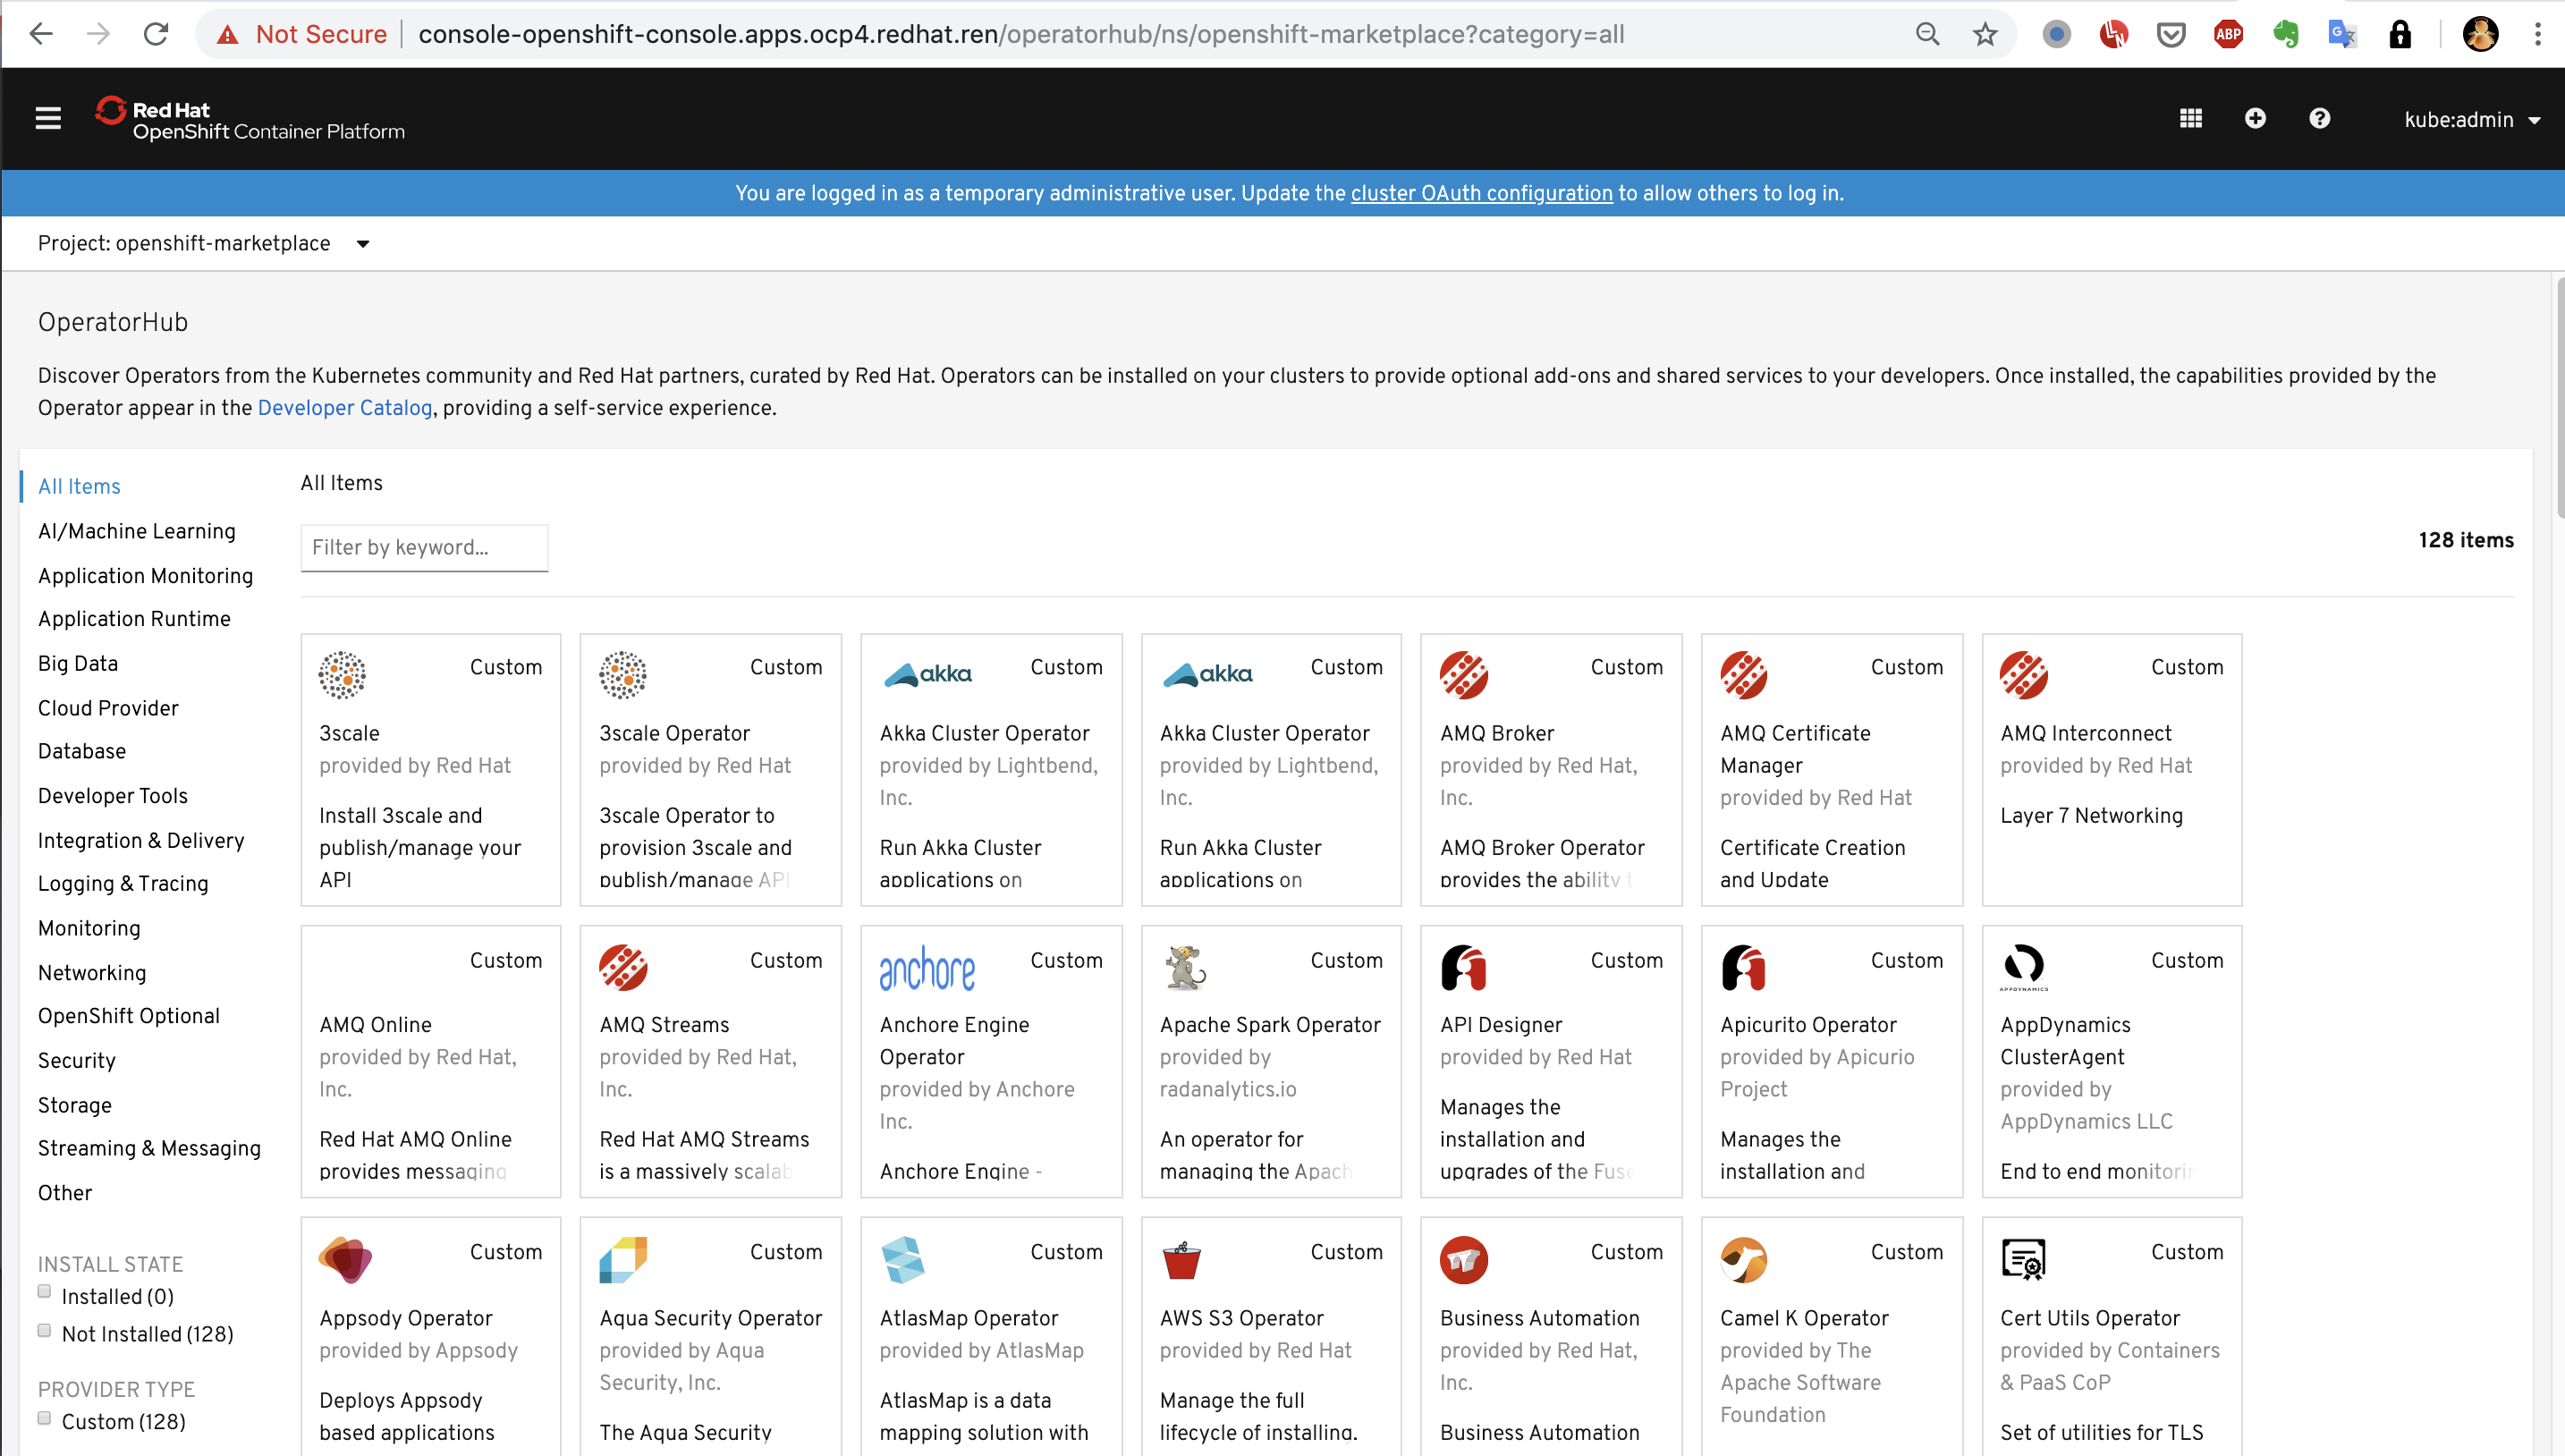 Not Secure console-openshift-console.apps.ocp4.redhat.ren/operatorhub/ns/openshift-marketplace?category=all
ABP
Red Hat
OpenShift Container Platform
kube:admin
You are logged in as a temporary administrative user. Update the cluster OAuth configuration to allow others to log in.
Project: openshift-marketplace
OperatorHub
Discover Operators from the Kubernetes community and Red Hat partners, curated by Red Hat. Operators can be installed on your clusters to provide optional add-ons and shared services to your developers. Once installed, the capabilities provided by the
Operator appear in the Developer Catalog, providing a self-service experience.
All Items
AI/Machine Learning
Application Monitoring
Application Runtime
Big Data
Cloud Provider
Database
Developer Tools
Integration & Delivery
Logging & Tracing
Monitoring
Networking
OpenShift Optional
Security
Storage
Streaming & Messaging
Other
INSTALL STATE
Installed (0)
Not Installed (128)
PROVIDER TYPE
Custom (128)
All Items
Filter by keyword...
128 items
Custom
3scale
provided by Red Hat
Install 3scale and
publish/manage your
API
Custom
3scale Operator
provided by Red Hat
3scale Operator to
provision 3scale and
publish/manage API
akka
Custom
Akka Cluster Operator
provided by Lightbend,
Inc.
Run Akka Cluster
applications on
akka
Custom
Akka Cluster Operator
provided by Lightbend,
Inc.
Run Akka Cluster
applications on
Custom
AMQ Broker
provided by Red Hat,
Inc.
AMQ Broker Operator
provides the ability t
Custom
AMQ Certificate
Manager
provided by Red Hat
Certificate Creation
and Update
Custom
AMQ Interconnect
provided by Red Hat
Layer 7 Networking
Custom
AMQ Online
provided by Red Hat,
Inc.
Red Hat AMQ Online
provides messaging
Custom
AMQ Streams
provided by Red Hat,
Inc.
Red Hat AMQ Streams
is a massively scalab
anchore
Custom
Anchore Engine
Operator
provided by Anchore
Inc.
Anchore Engine -
Custom
Apache Spark Operator
provided by
radanalytics.io
An operator for
managing the Apach
Custom
API Designer
provided by Red Hat
Manages the
installation and
upgrades of the Fuse
Custom
Apicurito Operator
provided by Apicurio
Project
Manages the
installation and
APPDYNAMICS
Custom
AppDynamics
ClusterAgent
provided by
AppDynamics LLC
End to end monitorin
Custom
Appsody Operator
provided by Appsody
Deploys Appsody
based applications
Custom
Aqua Security Operator
provided by Aqua
Security, Inc.
The Aqua Security
Custom
AtlasMap Operator
provided by AtlasMap
AtlasMap is a data
mapping solution with
Custom
AWS S3 Operator
provided by Red Hat
Manage the full
lifecycle of installing.
Custom
Business Automation
provided by Red Hat,
Inc.
Business Automation
Custom
Camel K Operator
provided by The
Apache Software
Foundation
Custom
Cert Utils Operator
provided by Containers
& PaaS CoP
Set of utilities for TLS